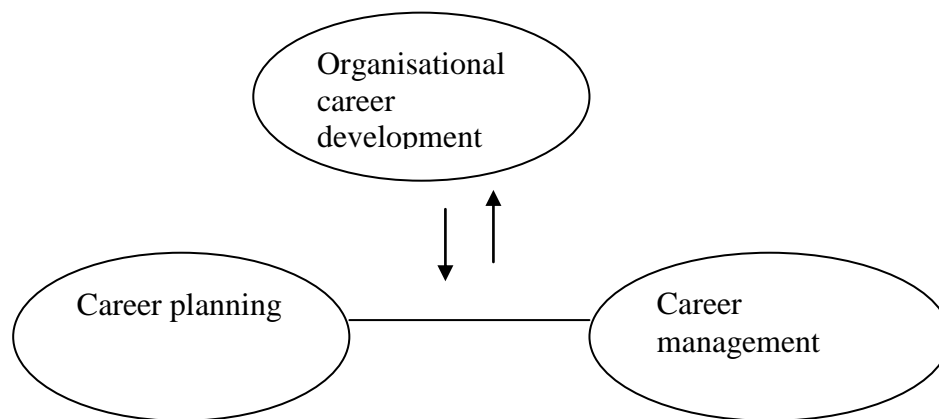 Organisational
career
development
Career planning
Career
management